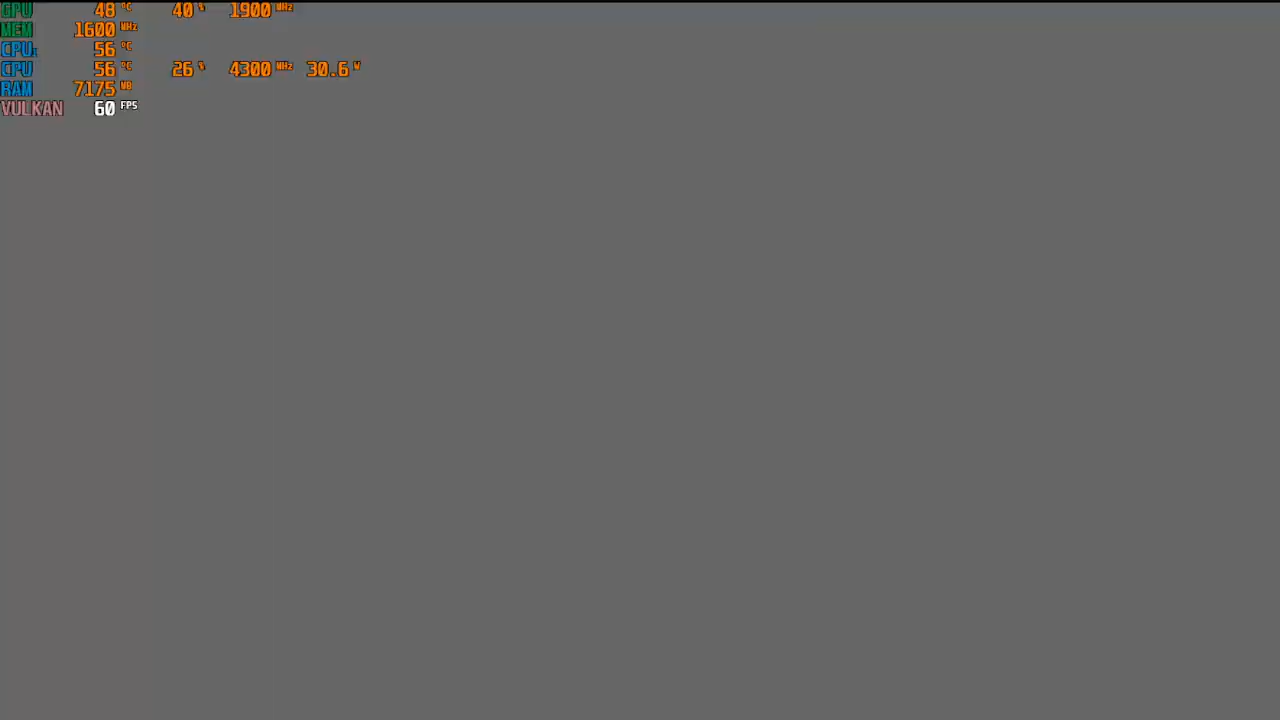 GPU 48 °C 40 % 1900 MHz
MEM 1600 MHz
CPU1 56 °C
CPU 56 °C 26 % 4300 MHz 30.6 W
RAM 7175 MB
VULKAN 60 FPS